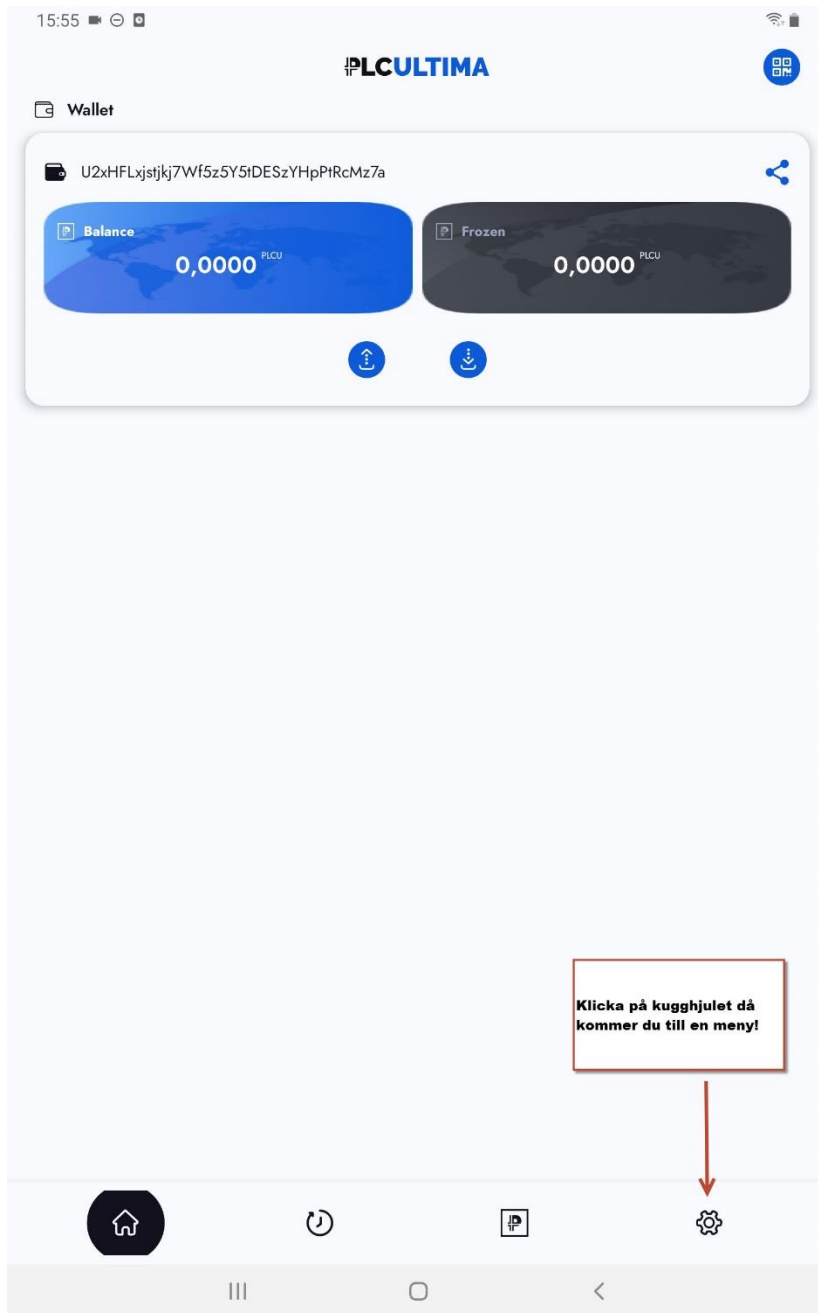 15:55
PLCULTIMA
Wallet
U2xHFLxjstjkj7Wf5z5Y5tDESzYHpPtRcMz7a
Balance
0,0000 PLCU
Frozen
0,0000 PLCU
Klicka på kugghjulet då
kommer du till en meny!